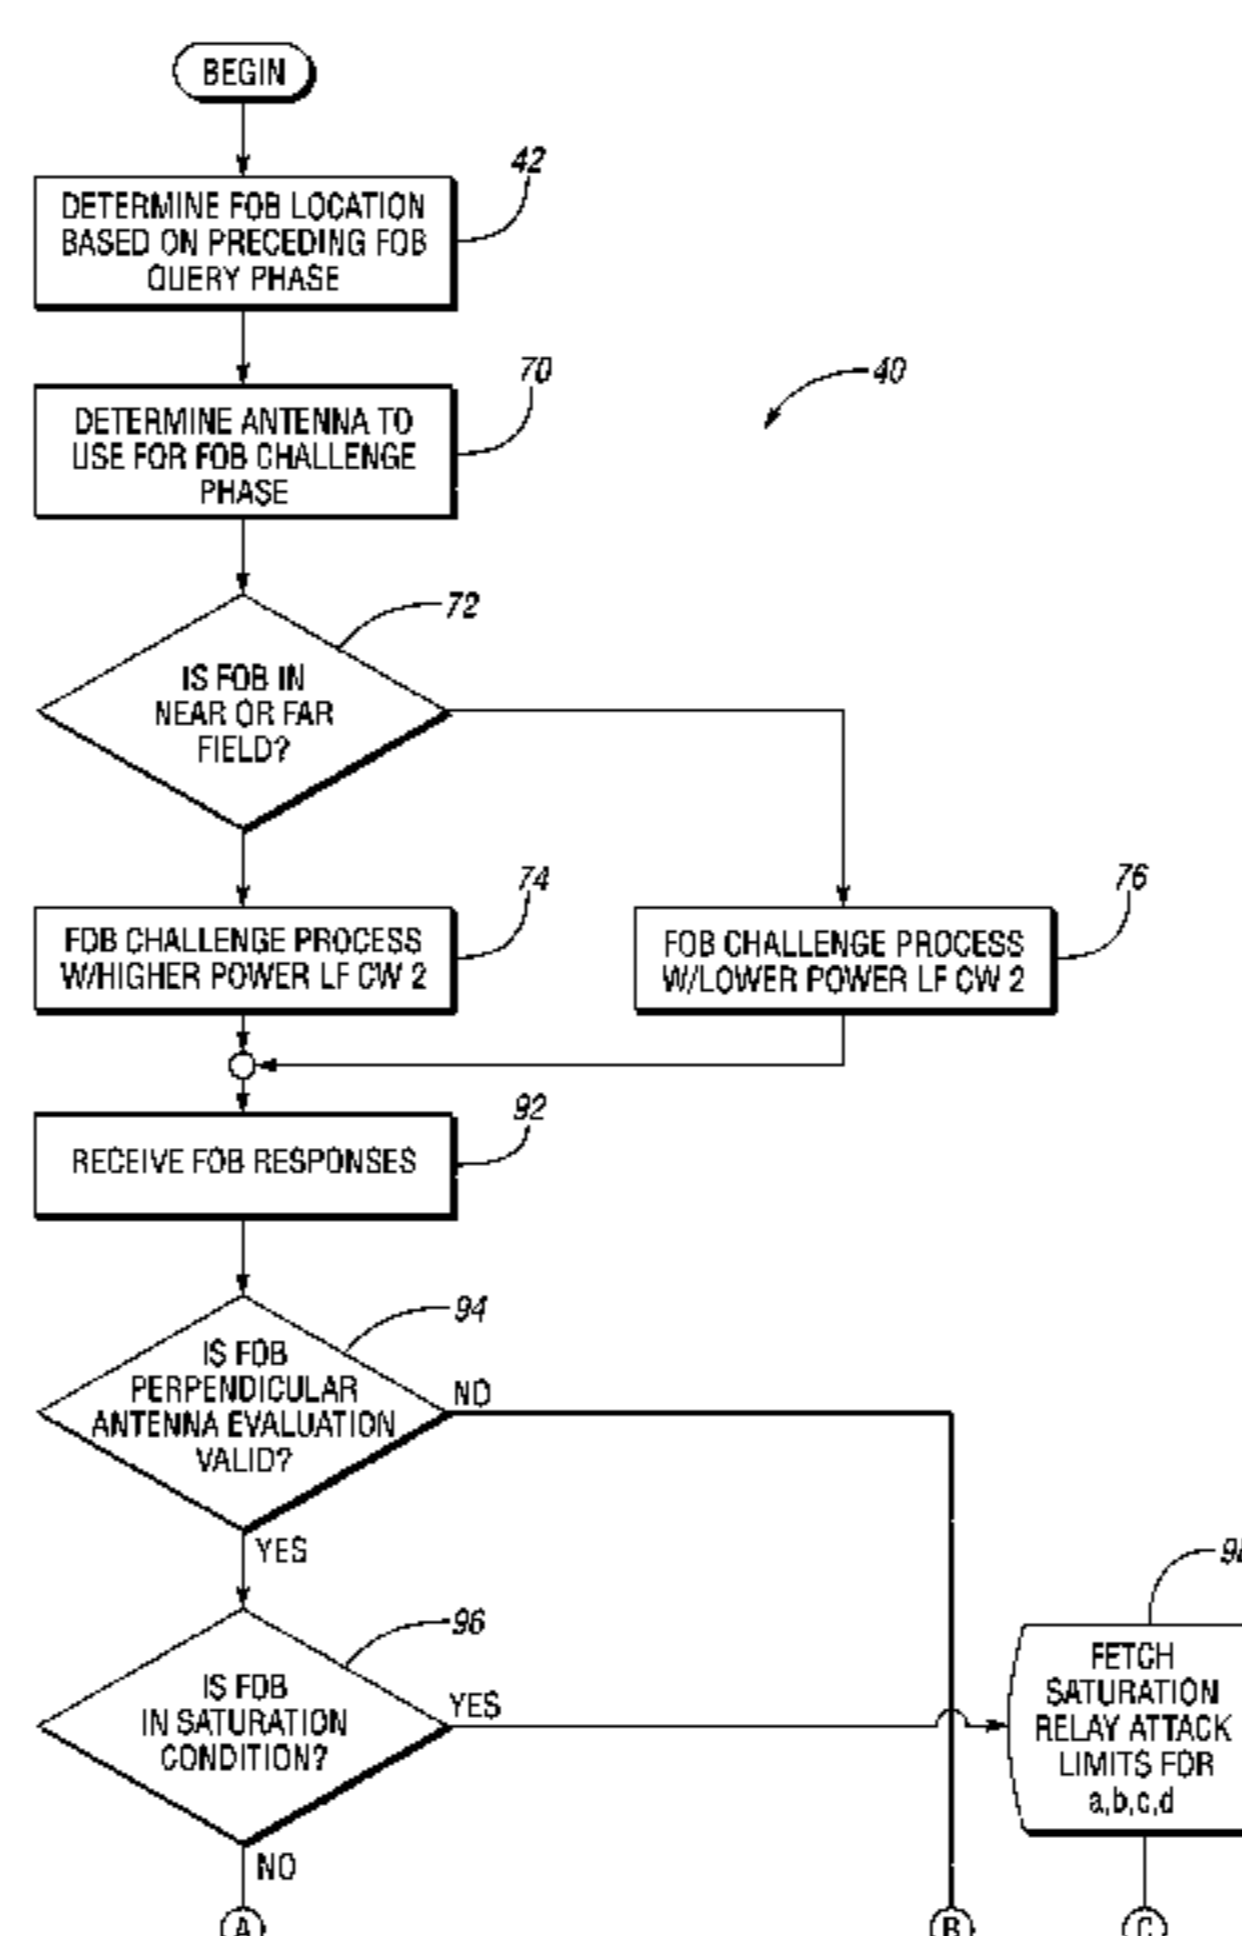 BEGIN
42
DETERMINE FOB LOCATION
BASED ON PRECEDING FOB
QUERY PHASE
70
40
DETERMINE ANTENNA TO
USE FOR FOB CHALLENGE
PHASE
72
IS FOB IN
NEAR OR FAR
FIELD?
74
76
FOB CHALLENGE PROCESS
W/HIGHER POWER LF CW 2
FOB CHALLENGE PROCESS
W/LOWER POWER LF CW 2
92
RECEIVE FOB RESPONSES
94
IS FOB
PERPENDICULAR
ANTENNA EVALUATION
VALID?
NO
YES
96
IS FOB
IN SATURATION
CONDITION?
YES
FETCH
SATURATION
RELAY ATTACK
LIMITS FOR
a,b,c,d
NO
A
B
C